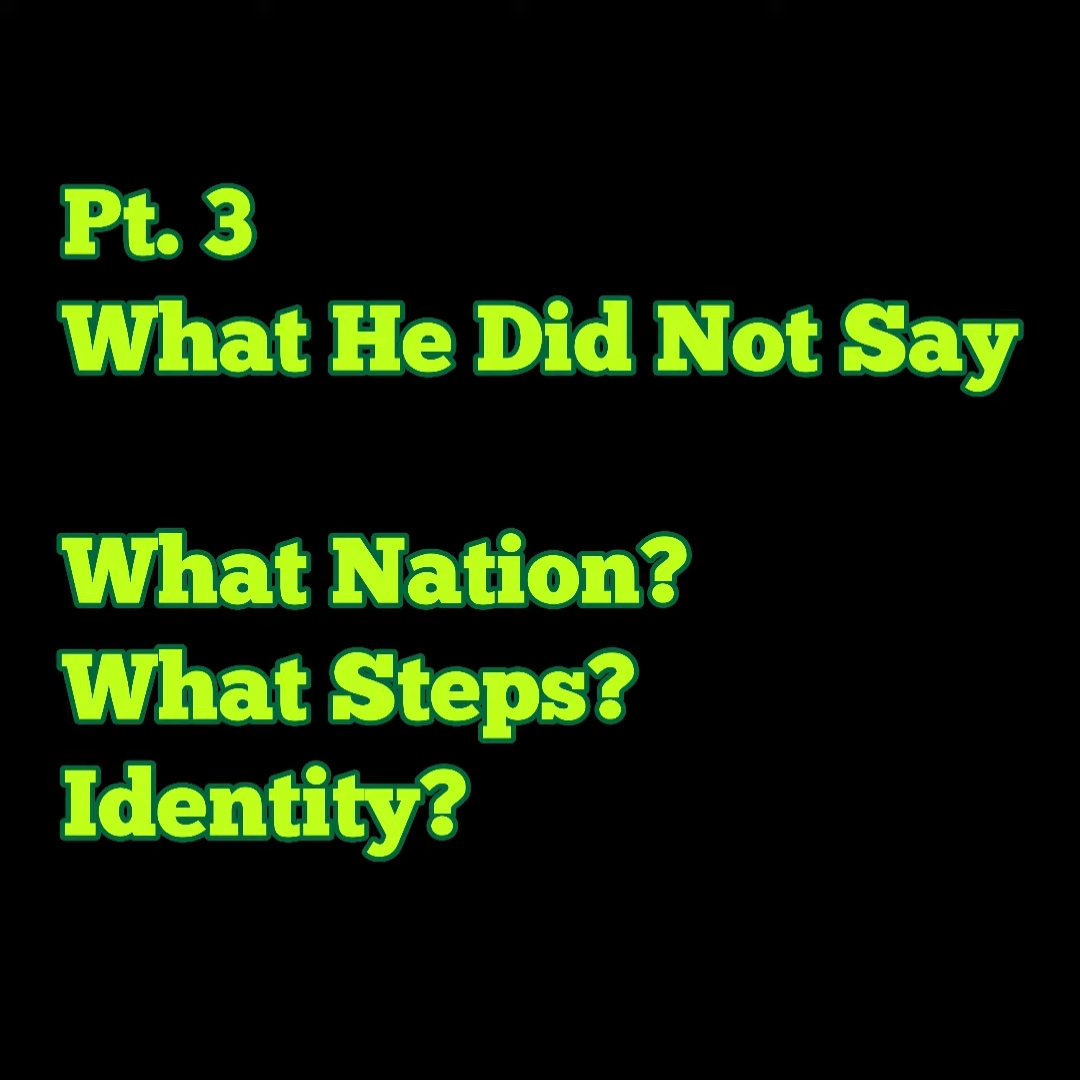 Pt. 3
What He Did Not Say
What Nation?
What Steps?
Identity?